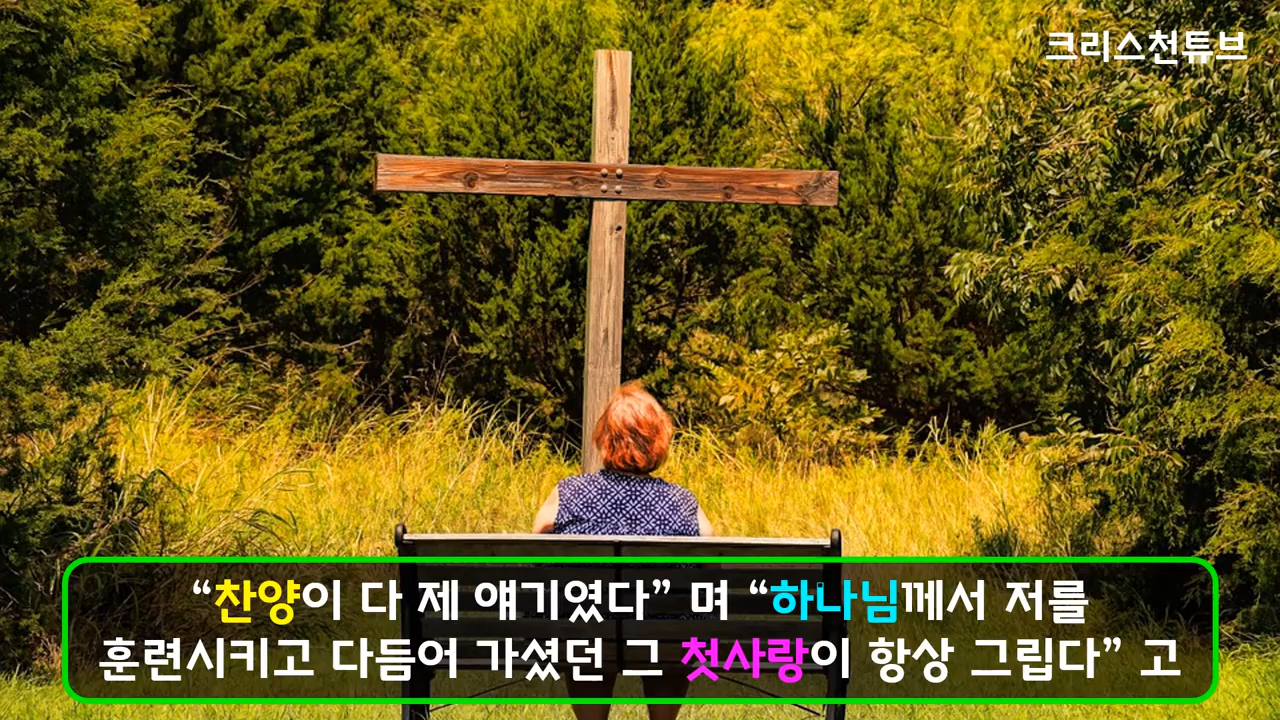 크리스천튜브
“찬양이 다 제 얘기였다” 며 “하나님께서 저를
훈련시키고 다듬어 가셨던 그 첫사랑이 항상 그립다” 고